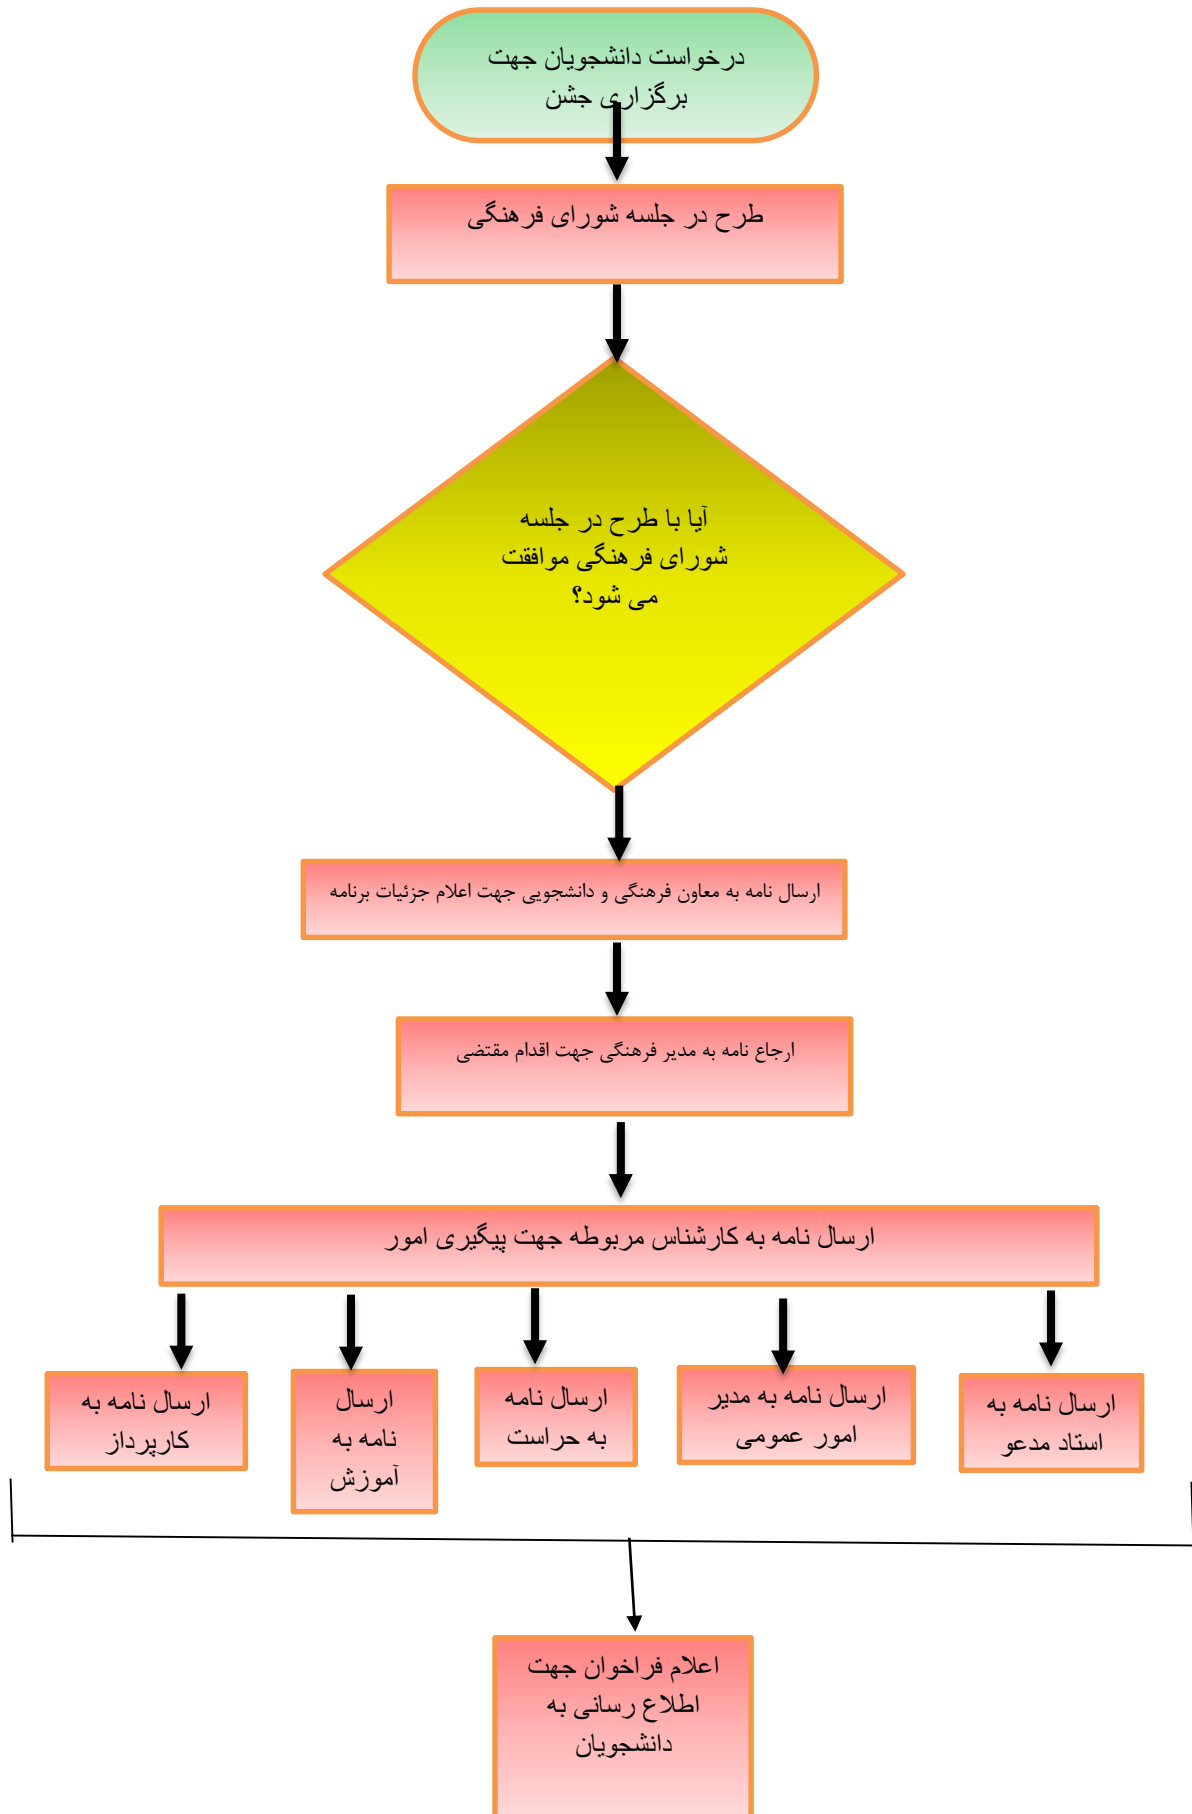 درخواست دانشجویان جهت
برگزاری جشن
طرح در جلسه شورای فرهنگی
آیا با طرح در جلسه
شورای فرهنگی موافقت
می شود؟
ارسال نامه به معاون فرهنگی و دانشجویی جهت اعلام جزئیات برنامه
ارجاع نامه به مدیر فرهنگی جهت اقدام مقتضی
ارسال نامه به کارشناس مربوطه جهت پیگیری امور
ارسال نامه به
استاد مدعو
ارسال نامه به مدیر
امور عمومی
ارسال نامه
به حراست
ارسال
نامه به
آموزش
ارسال نامه به
کارپرداز
اعلام فراخوان جهت
اطلاع رسانی به
دانشجویان